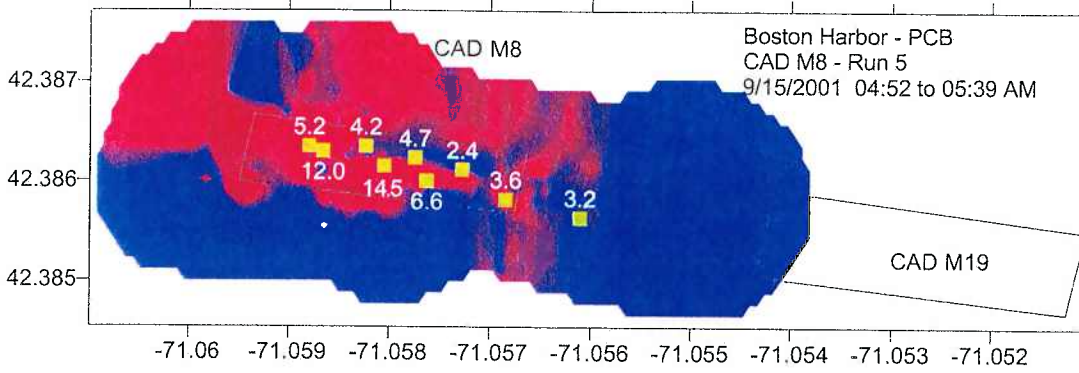 CAD M8
Boston Harbor - PCB
CAD M8 - Run 5
9/15/2001 04:52 to 05:39 AM
42.387
5.2 4.2 4.7 2.4
12.0 14.5 6.6 3.6 3.2
42.386
42.385
CAD M19
-71.06 -71.059 -71.058 -71.057 -71.056 -71.055 -71.054 -71.053 -71.052